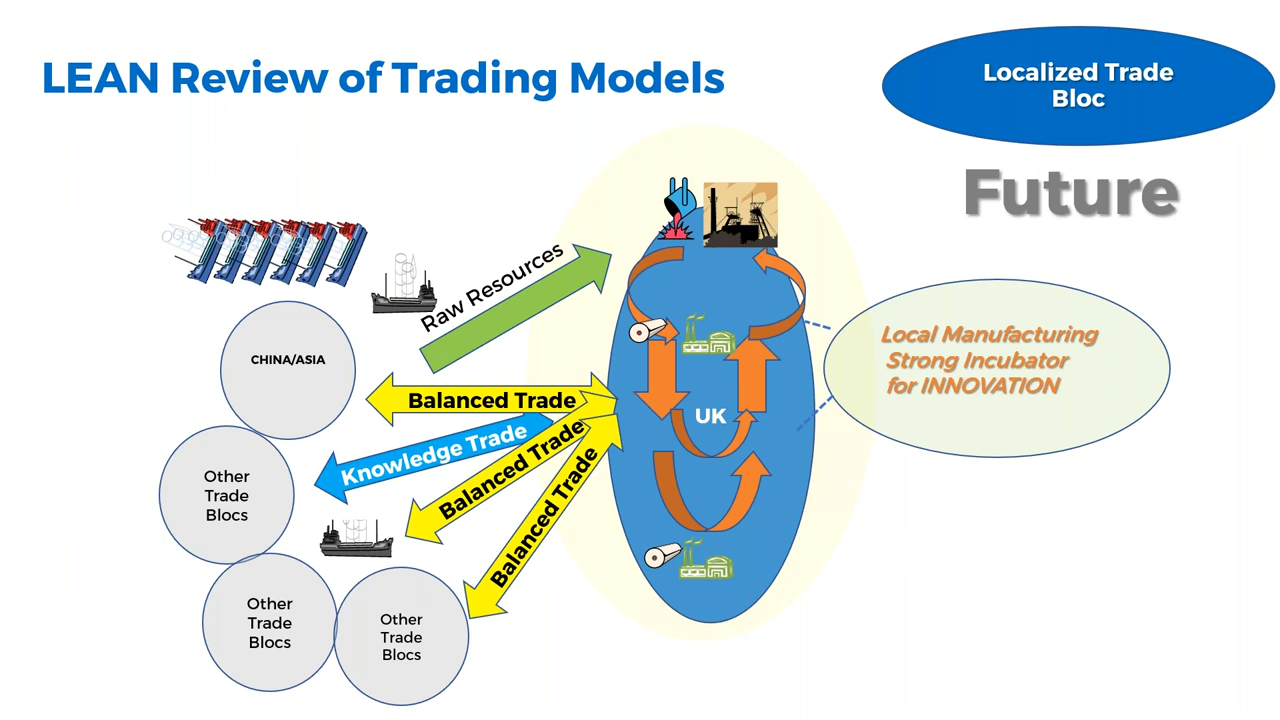 LEAN Review of Trading Models
Localized Trade
Bloc
Future
Raw Resources
CHINA/ASIA
Local Manufacturing
Strong Incubator
for INNOVATION
Balanced Trade
UK
Knowledge Trade
Balanced Trade
Balanced Trade
Other
Trade
Blocs
Other
Trade
Blocs
Other
Trade
Blocs